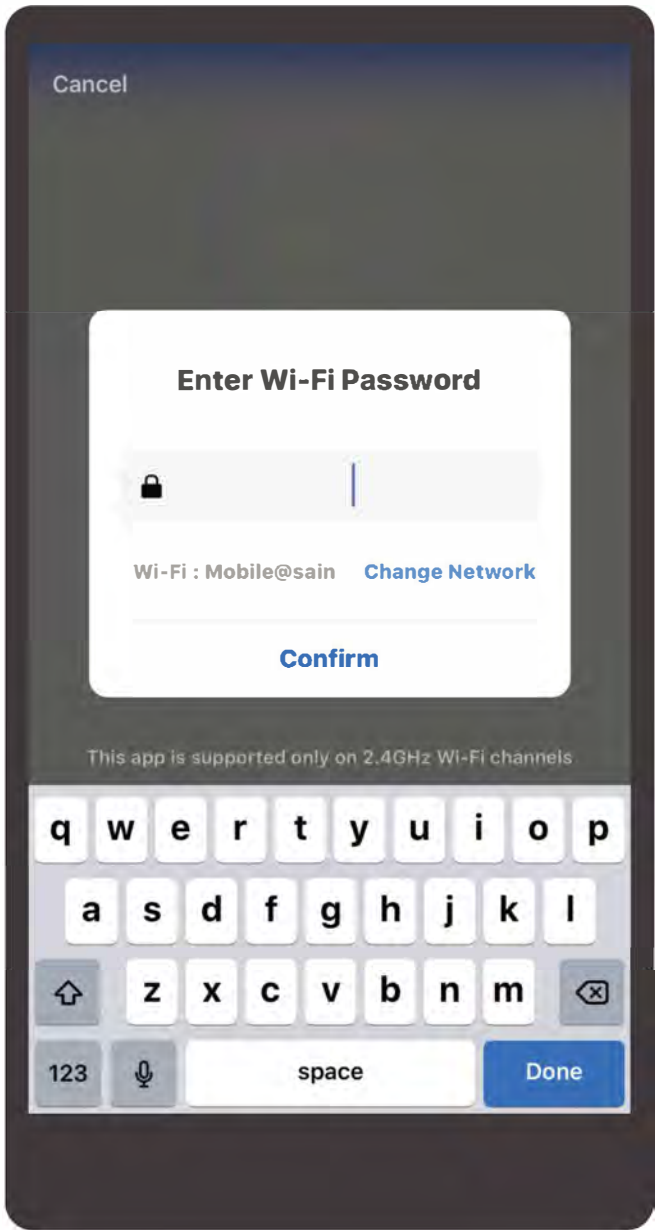 Cancel
Enter Wi-Fi Password
Wi-Fi : Mobile@sain Change Network
Confirm
This app is supported only on 2.4GHz Wi-Fi channels
q w e r t y u i o p
a s d f g h j k l
z x c v b n m
123 space Done